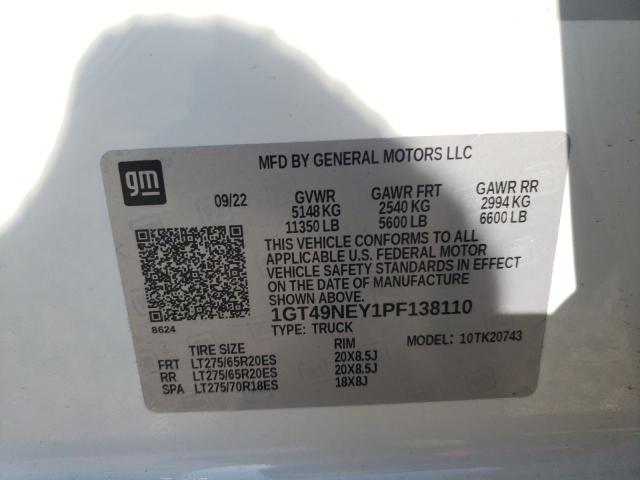 MFD BY GENERAL MOTORS LLC
gm
09/22 GVWR GAWR FRT GAWR RR
5148 KG 2540 KG 2994 KG
11350 LB 5600 LB 6600 LB
THIS VEHICLE CONFORMS TO ALL
APPLICABLE U.S. FEDERAL MOTOR
VEHICLE SAFETY STANDARDS IN EFFECT
ON THE DATE OF MANUFACTURE
SHOWN ABOVE.
8624
1GT49NEY1PF138110
TYPE: TRUCK MODEL: 10TK20743
TIRE SIZE RIM
FRT LT275/65R20ES 20X8.5J
RR LT275/65R20ES 20X8.5J
SPA LT275/70R18ES 18X8J